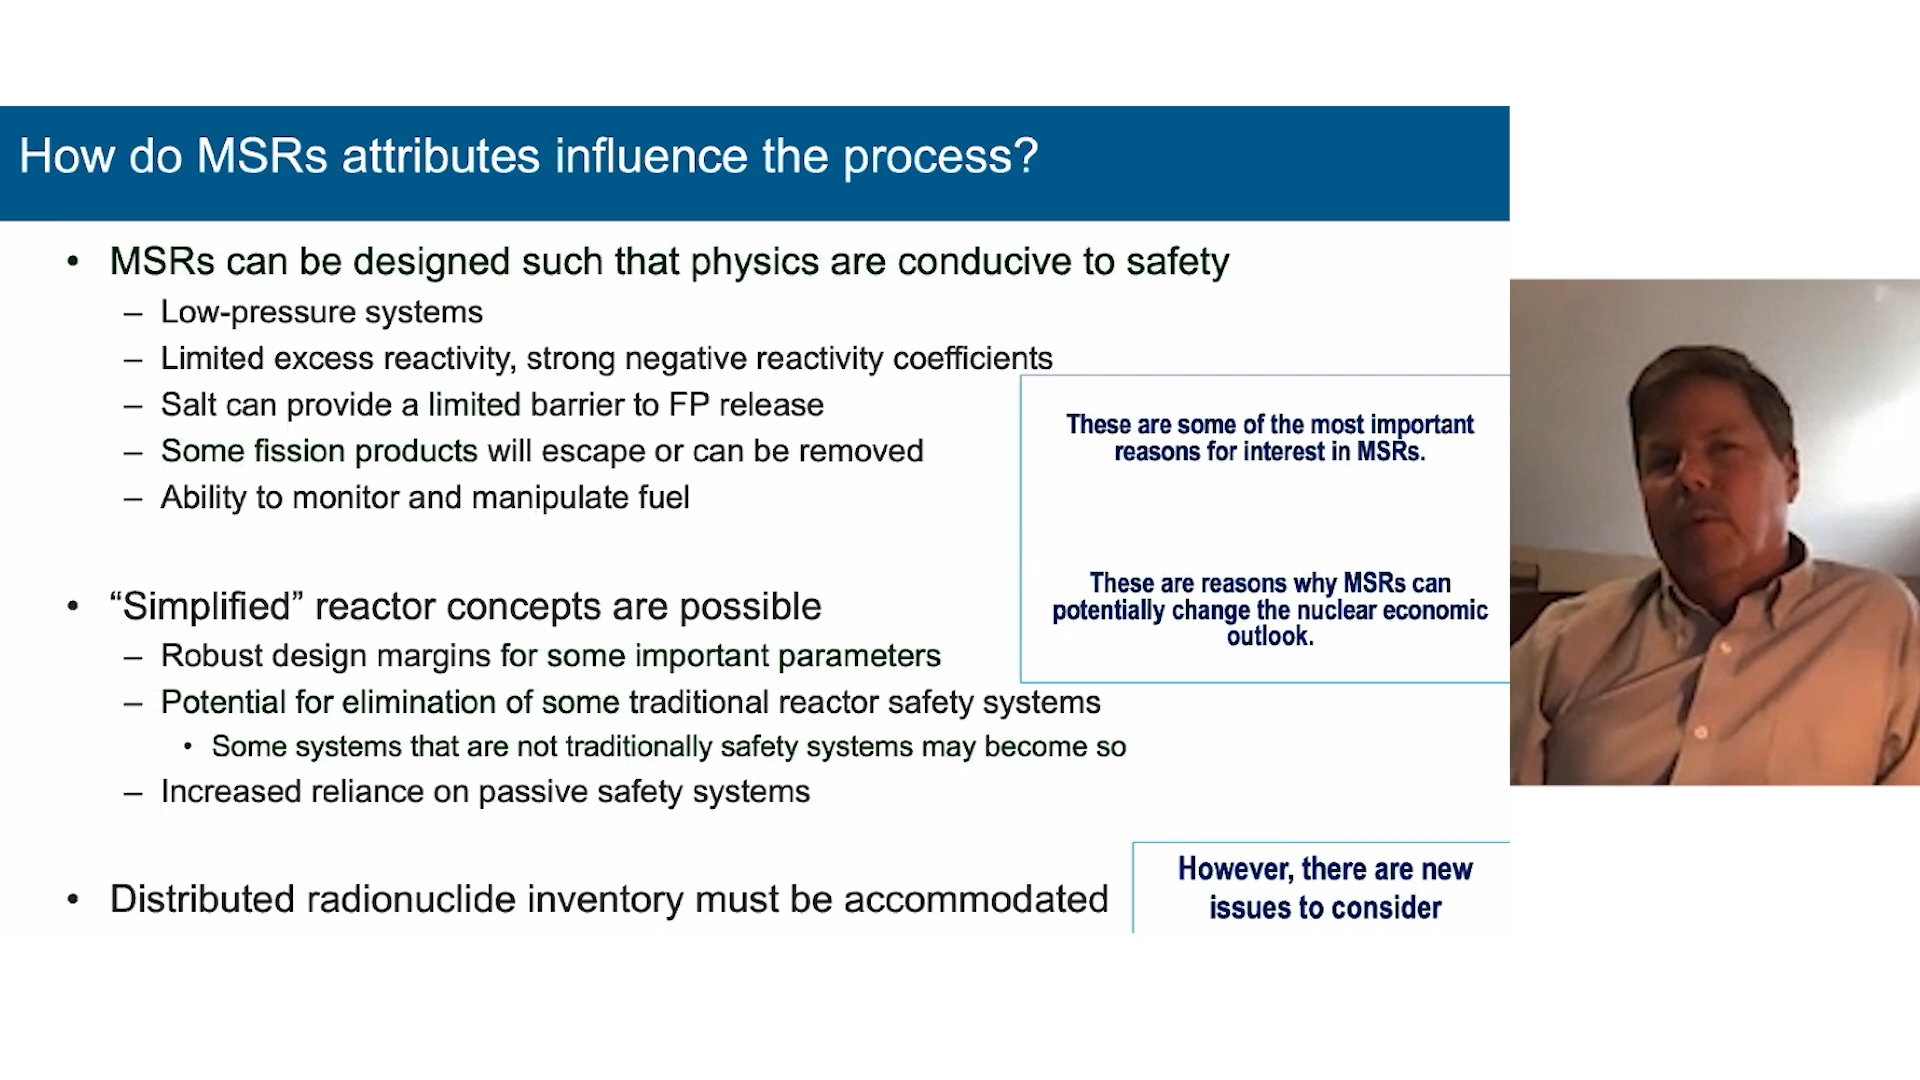 How do MSRs attributes influence the process?
• MSRs can be designed such that physics are conducive to safety
– Low-pressure systems
– Limited excess reactivity, strong negative reactivity coefficients
– Salt can provide a limited barrier to FP release
– Some fission products will escape or can be removed
– Ability to monitor and manipulate fuel
These are some of the most important
reasons for interest in MSRs.
• “Simplified” reactor concepts are possible
– Robust design margins for some important parameters
– Potential for elimination of some traditional reactor safety systems
• Some systems that are not traditionally safety systems may become so
– Increased reliance on passive safety systems
These are reasons why MSRs can
potentially change the nuclear economic
outlook.
• Distributed radionuclide inventory must be accommodated
However, there are new
issues to consider